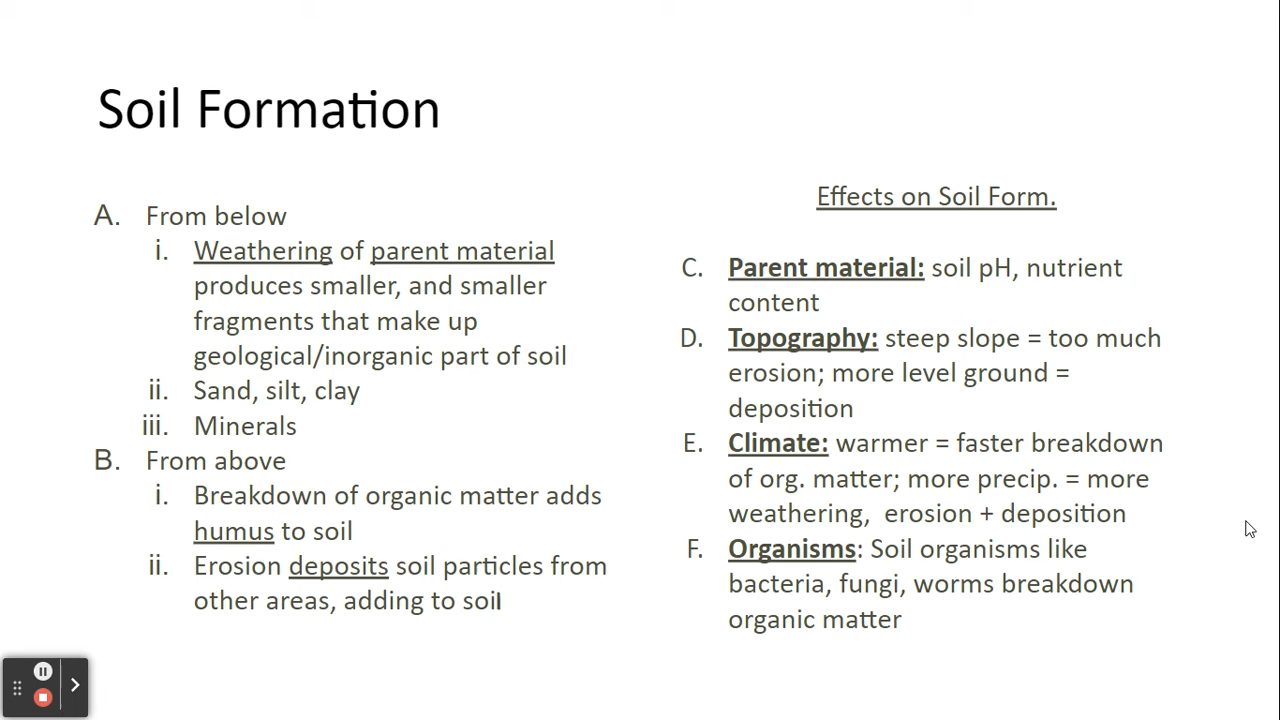 Soil Formation
A. From below
i. Weathering of parent material
produces smaller, and smaller
fragments that make up
geological/inorganic part of soil
ii. Sand, silt, clay
iii. Minerals
B. From above
i. Breakdown of organic matter adds
humus to soil
ii. Erosion deposits soil particles from
other areas, adding to soil
Effects on Soil Form.
C. Parent material: soil pH, nutrient
content
D. Topography: steep slope = too much
erosion; more level ground =
deposition
E. Climate: warmer = faster breakdown
of org. matter; more precip. = more
weathering, erosion + deposition
F. Organisms: Soil organisms like
bacteria, fungi, worms breakdown
organic matter